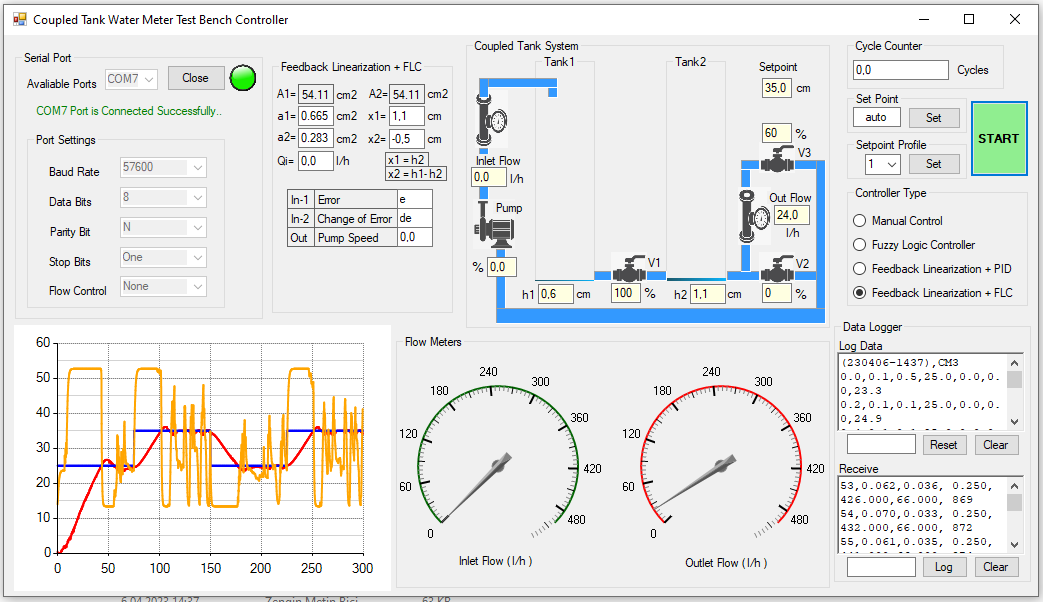 Coupled Tank Water Meter Test Bench Controller
Serial Port
Avaliable Ports COM7 Close
COM7 Port is Connected Successfully..
Port Settings
Baud Rate 57600
Data Bits 8
Parity Bit N
Stop Bits One
Flow Control None
Feedback Linearization + FLC
A1= 54.11 cm2 A2= 54.11 cm2
a1= 0.665 cm2 x1= 1,1 cm
a2= 0.283 cm2 x2= -0,5 cm
Qi= 0,0 l/h x1 = h2
x2 = h1-h2
In-1 Error e
In-2 Change of Error de
Out Pump Speed 0,0
Coupled Tank System
Tank1
Tank2
Setpoint
35,0 cm
60 %
V3
Inlet Flow
0,0 l/h
Pump
% 0,0
Out Flow
24,0
l/h
V1
V2
h1 0,6 cm
100 %
h2 1,1 cm
0 %
Cycle Counter
0,0 Cycles
Set Point
auto Set
Setpoint Profile
1 Set
START
Controller Type
Manual Control
Fuzzy Logic Controller
Feedback Linearization + PID
Feedback Linearization + FLC
60
50
40
30
20
10
0
0 50 100 150 200 250 300
Flow Meters
0 60 120 180 240 300 360 420 480
Inlet Flow ( l/h )
0 60 120 180 240 300 360 420 480
Outlet Flow ( l/h )
Data Logger
Log Data
(230406-1437),CM3
0.0,0.1,0.5,25.0,0.0,0.
0,23.3
0.2,0.1,0.1,25.0,0.0,0.
0,24.9
Reset Clear
Receive
53,0.062,0.036, 0.250,
426.000,66.000, 869
54,0.070,0.033, 0.250,
432.000,66.000, 872
55,0.061,0.035, 0.250,
Log Clear